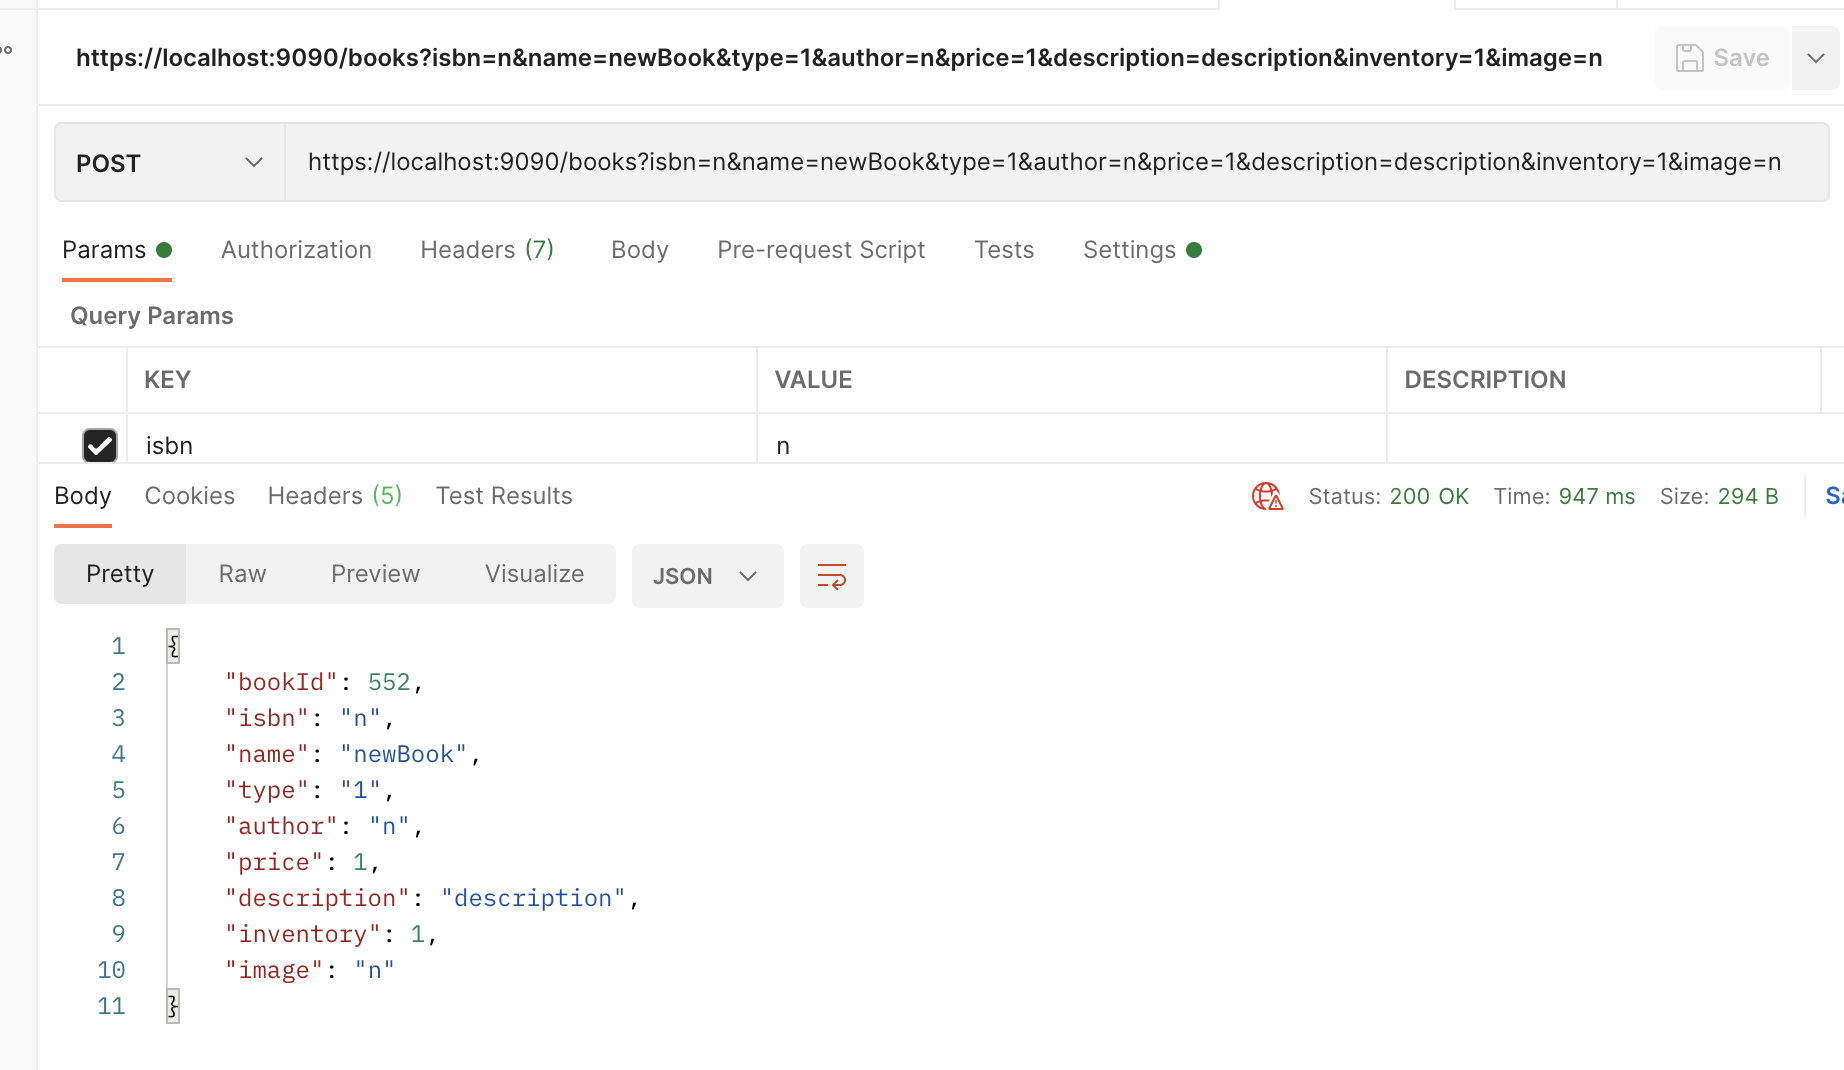 https://localhost:9090/books?isbn=n&name=newBook&type=1&author=n&price=1&description=description&inventory=1&image=n
Save
POST
https://localhost:9090/books?isbn=n&name=newBook&type=1&author=n&price=1&description=description&inventory=1&image=n
Params Authorization Headers (7) Body Pre-request Script Tests Settings
Query Params
KEY VALUE DESCRIPTION
isbn n
Body Cookies Headers (5) Test Results Status: 200 OK Time: 947 ms Size: 294 B
Pretty Raw Preview Visualize JSON
1 {
2 "bookId": 552,
3 "isbn": "n",
4 "name": "newBook",
5 "type": "1",
6 "author": "n",
7 "price": 1,
8 "description": "description",
9 "inventory": 1,
10 "image": "n"
11 }